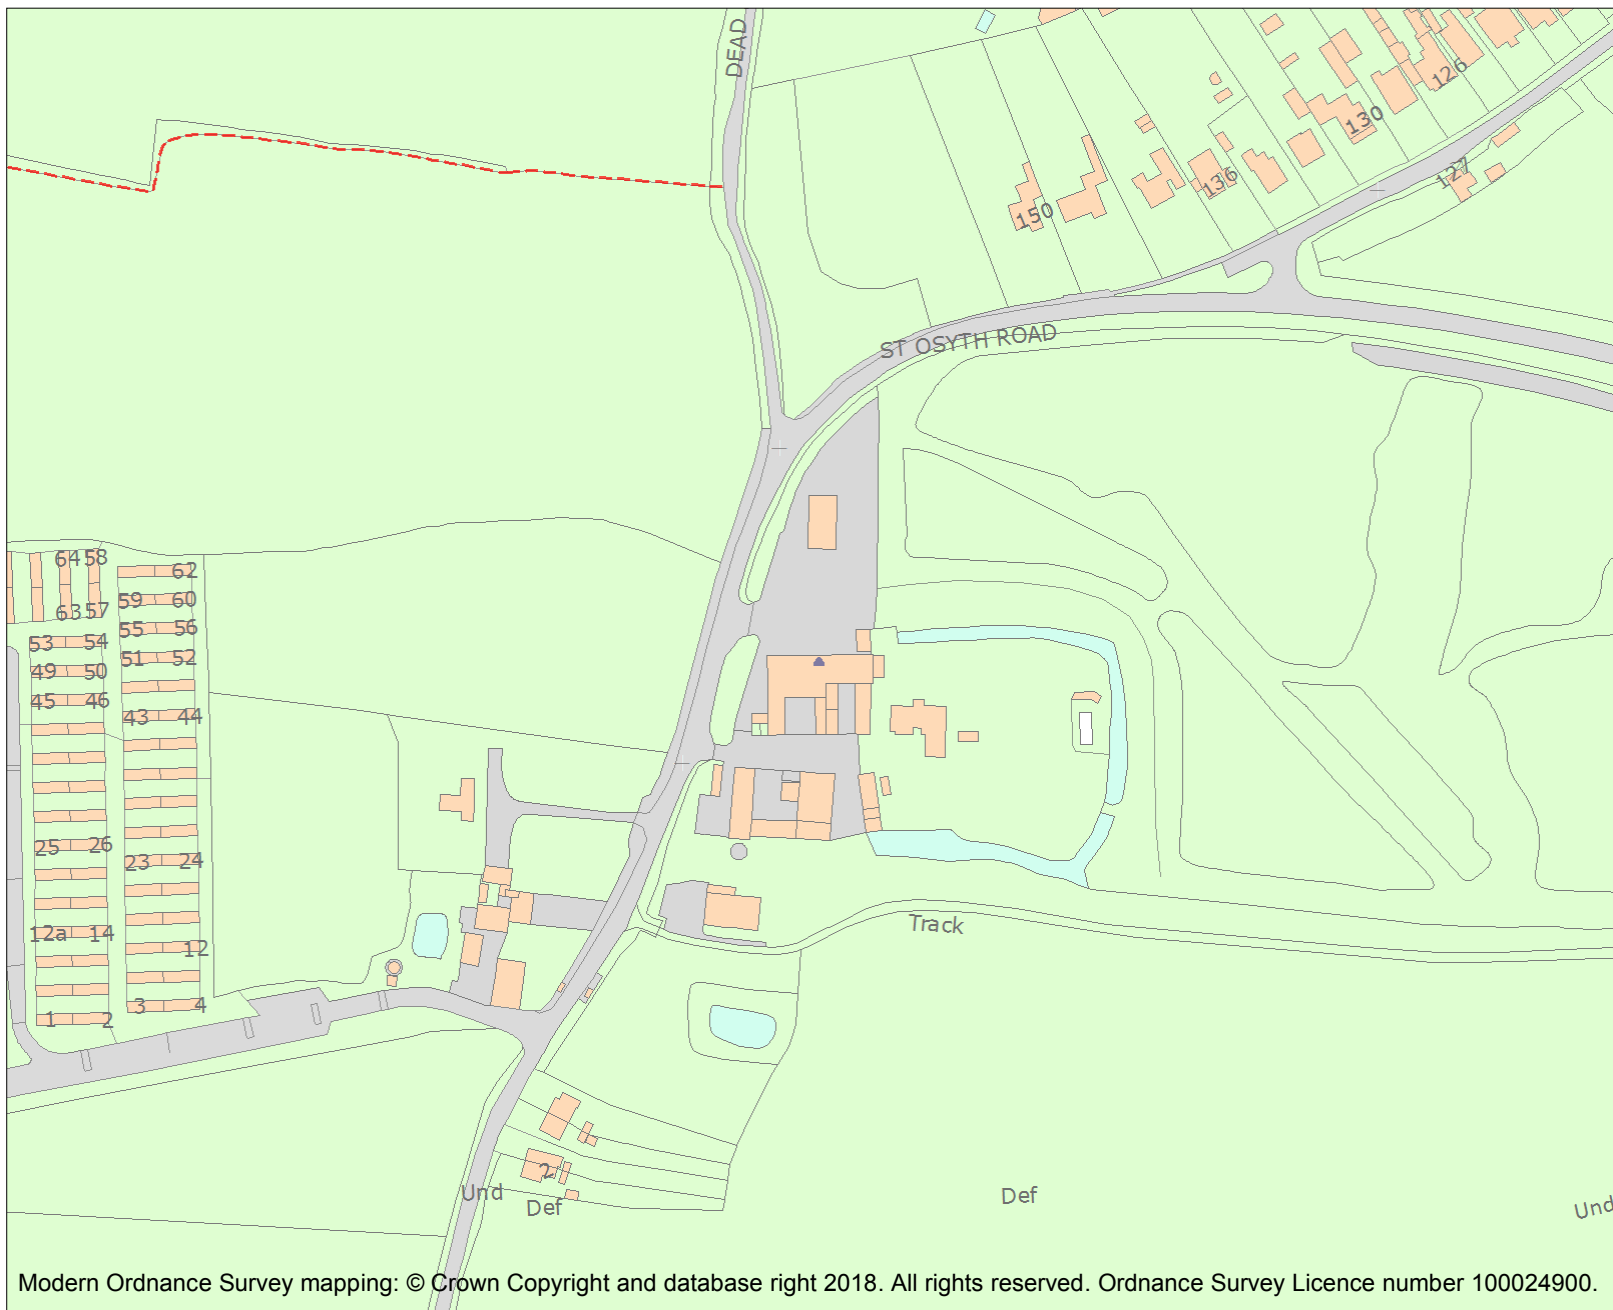 DEAD
126
130
127
136
150
ST OSYTH ROAD
64 58
62
59 60
63 57
55 56
53 54
51 52
49 50
45 46
43 44
25 26
23 24
12a 14
12
3 4
1 2
Track
2
Und
Def
Def
Und
Modern Ordnance Survey mapping: © Crown Copyright and database right 2018. All rights reserved. Ordnance Survey Licence number 100024900.